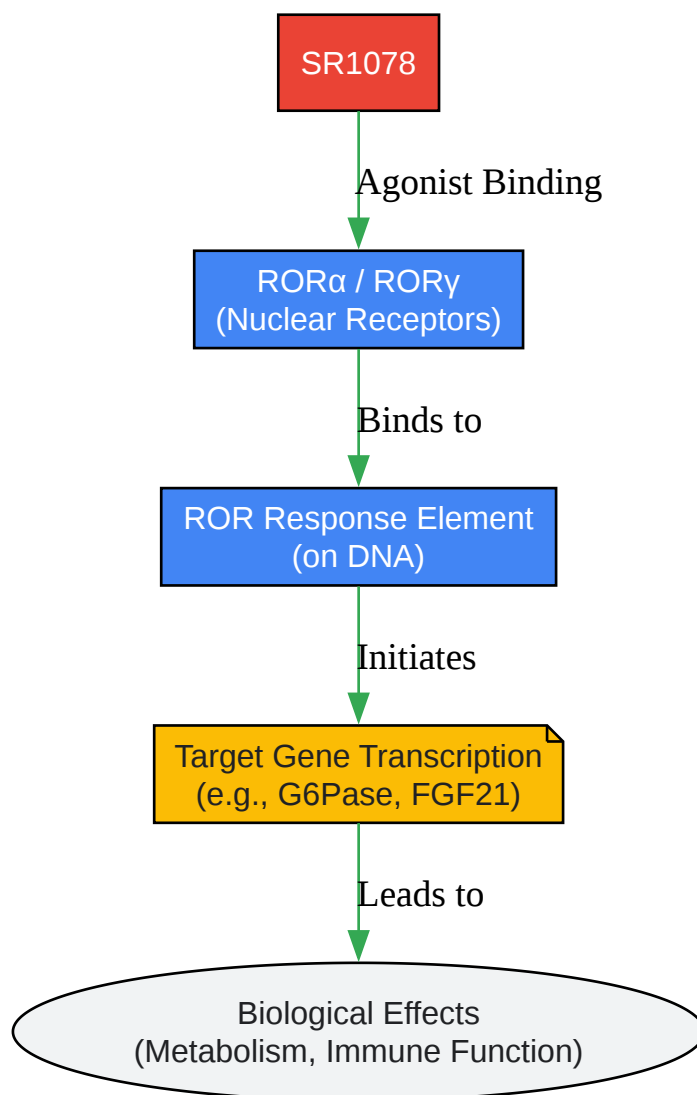 SR1078
Agonist Binding
RORα / RORγ
(Nuclear Receptors)
Binds to
ROR Response Element
(on DNA)
Initiates
Target Gene Transcription
(e.g., G6Pase, FGF21)
Leads to
Biological Effects
(Metabolism, Immune Function)